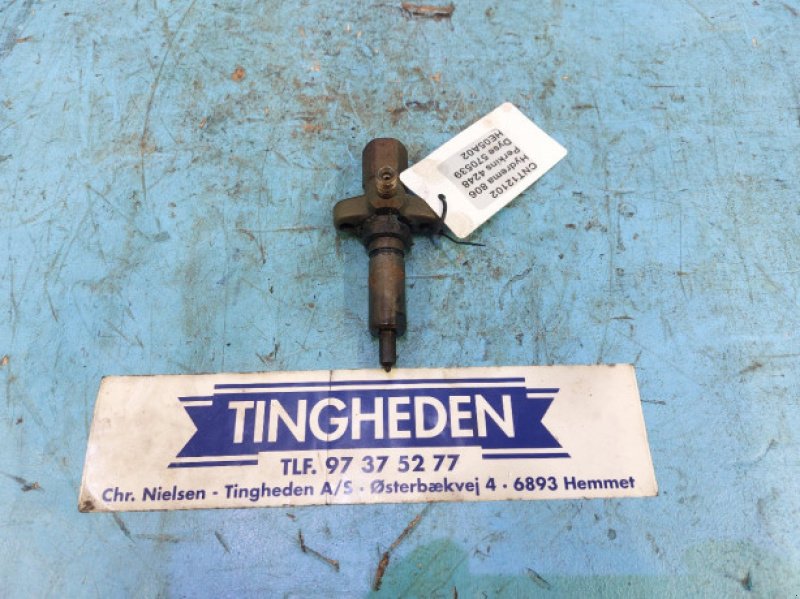 CNT12102
Hydrema 806
Perkins 4248
Dyse 570539
HE05A02
TINGHEDEN
TLF. 97 37 52 77
Chr. Nielsen - Tingheden A/S · Østerbækvej 4 · 6893 Hemmet